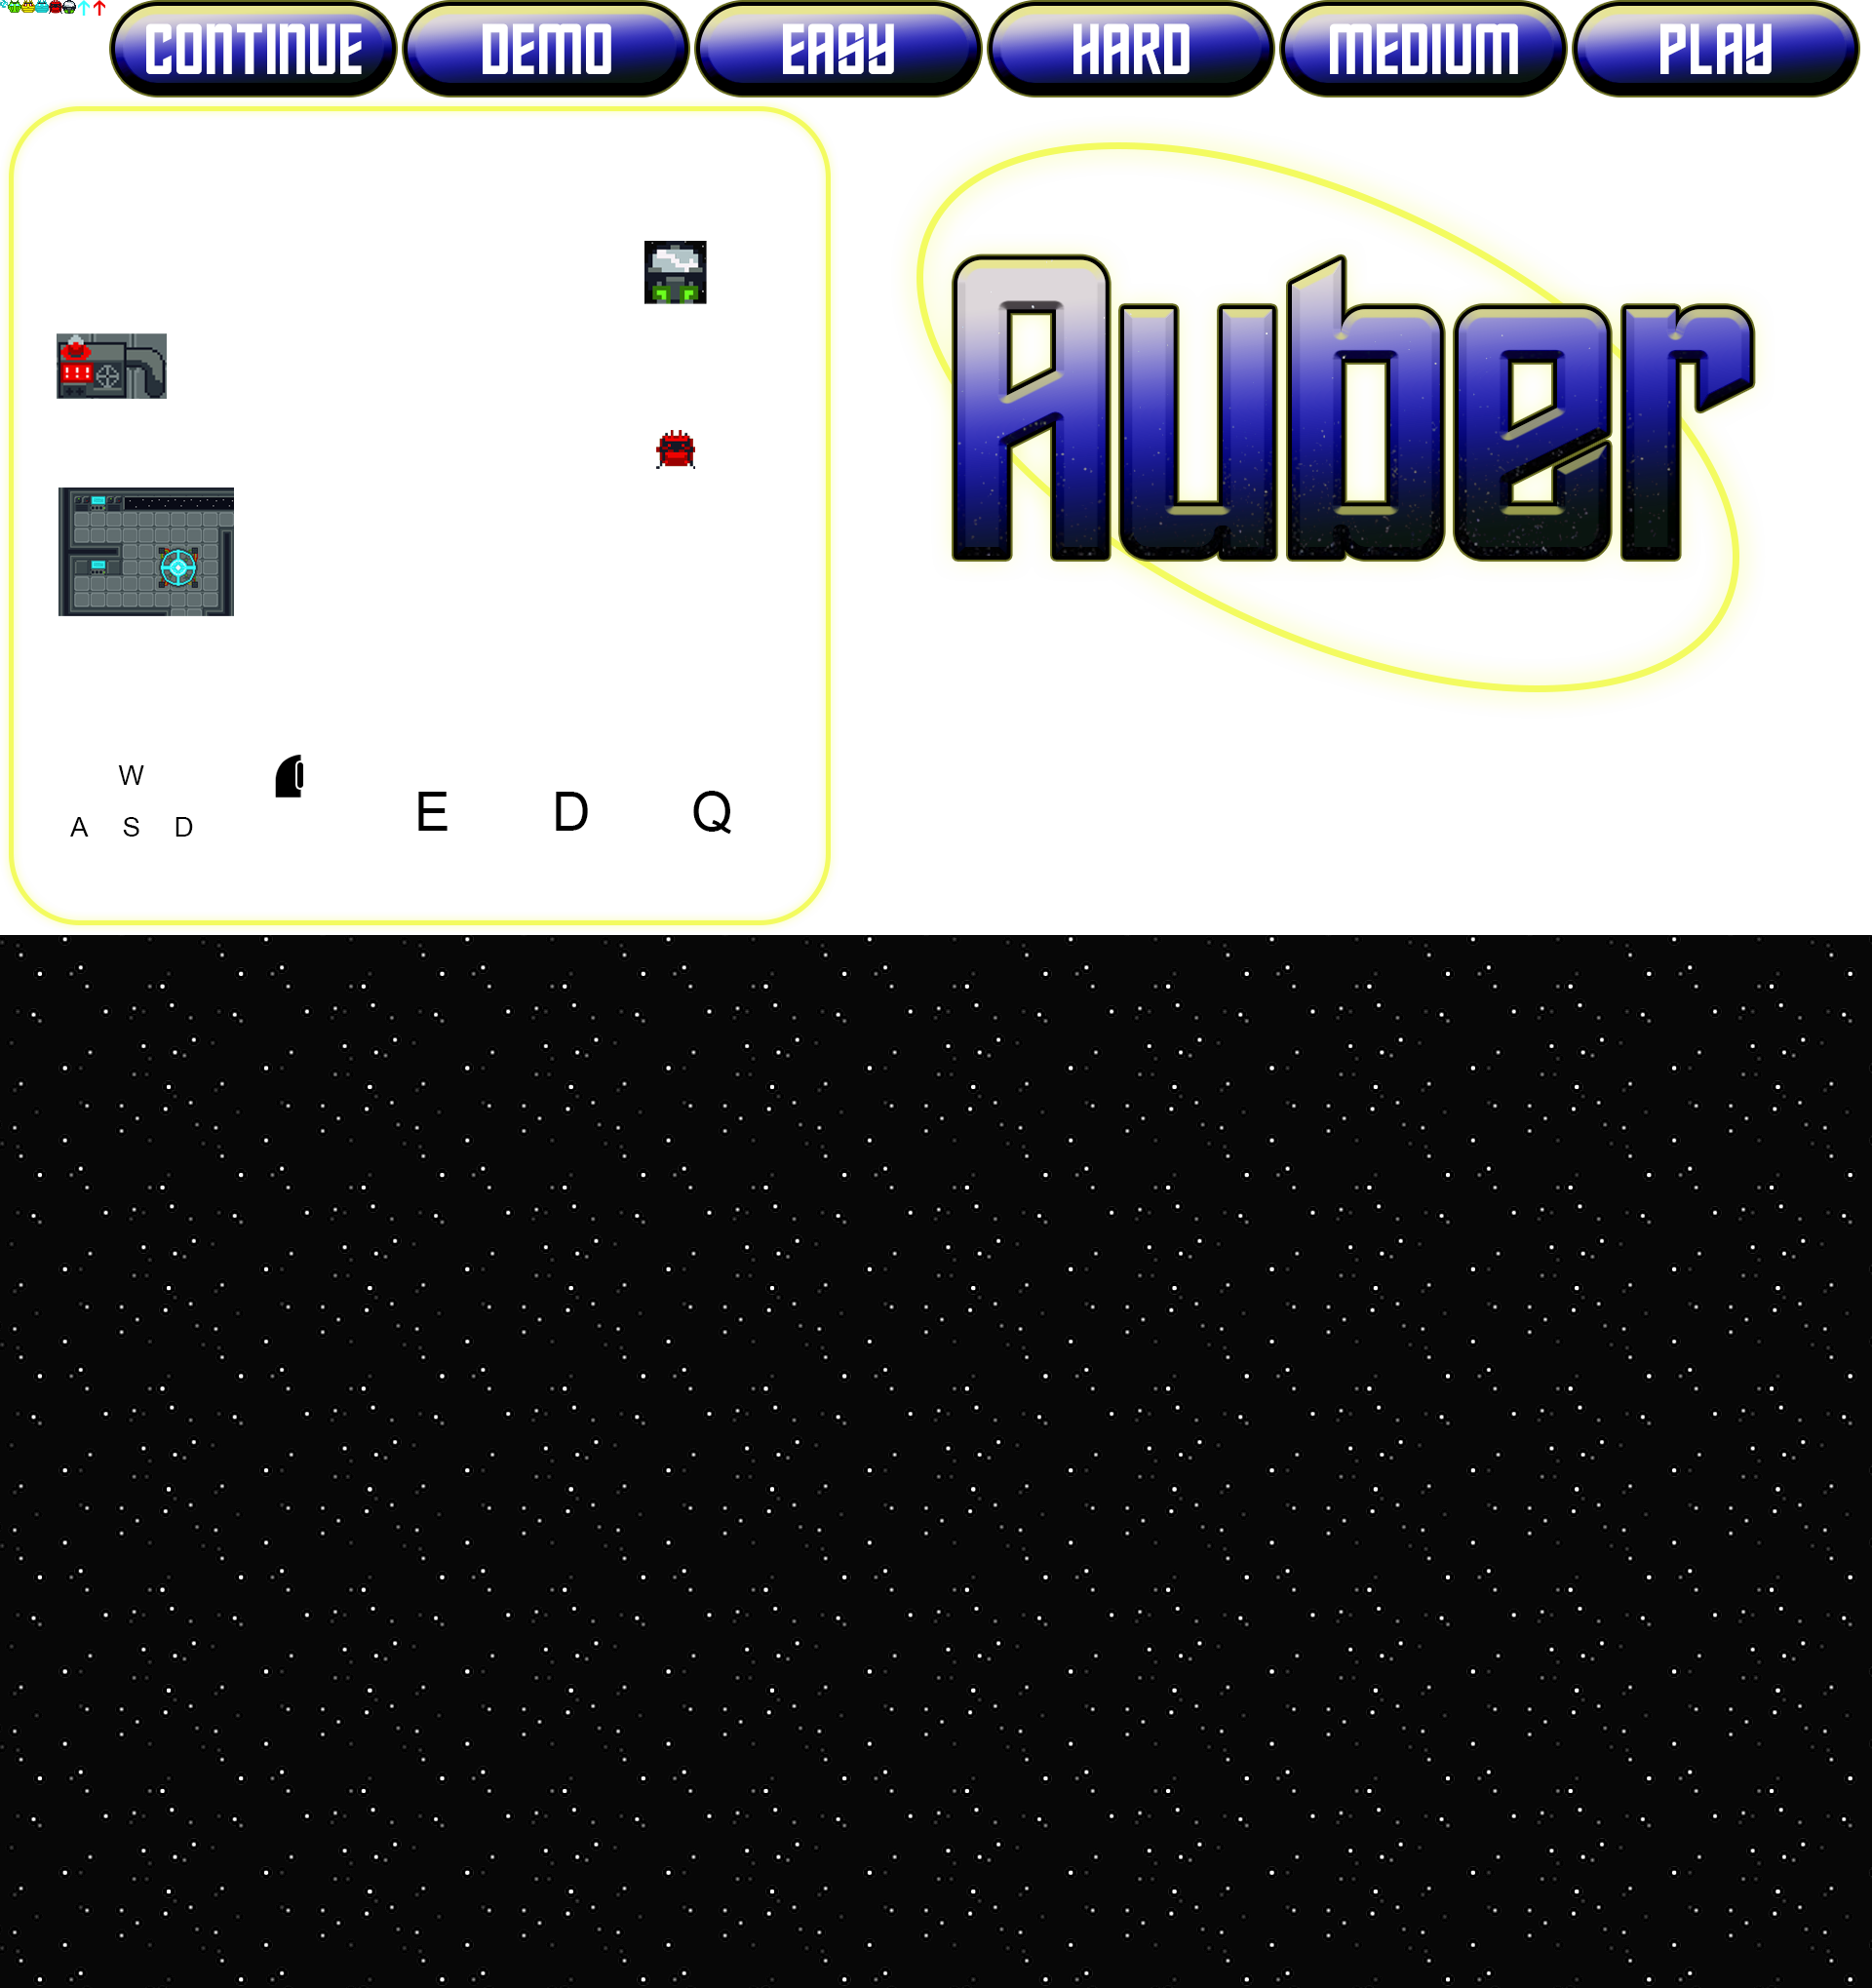 CONTINUE
DEMO
EASY
HARD
MEDIUM
PLAY
Auber
!!!
W
A S D
E
D
Q